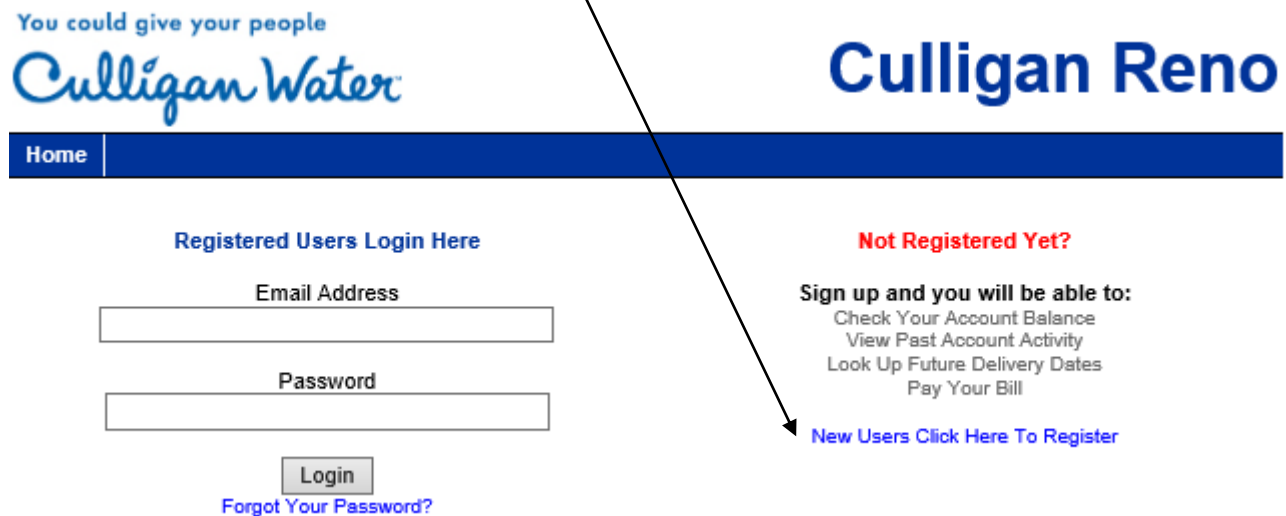 You could give your people
Culligan Water
Culligan Reno
Home
Registered Users Login Here
Email Address
Password
Login
Forgot Your Password?
Not Registered Yet?
Sign up and you will be able to:
Check Your Account Balance
View Past Account Activity
Look Up Future Delivery Dates
Pay Your Bill
New Users Click Here To Register